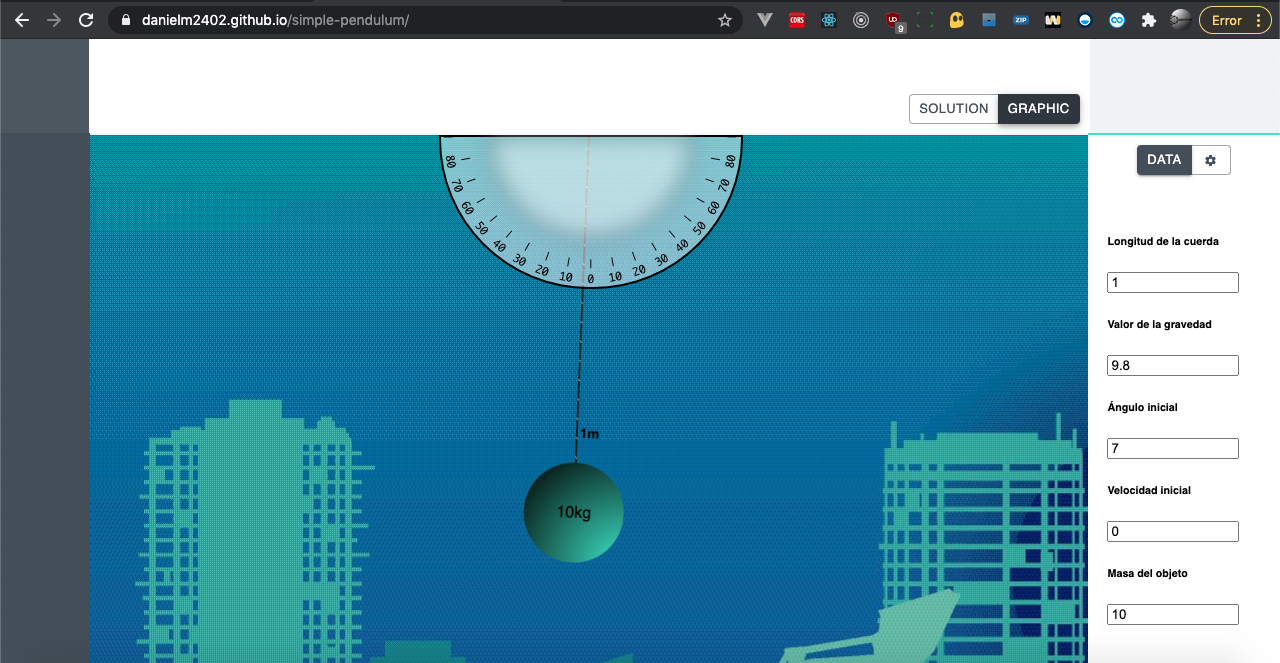 danielm2402.github.io/simple-pendulum/
CORS
UD
9
ZIP
Error
SOLUTION GRAPHIC
DATA
80 70 60 50 40 30 20 10 0 10 20 30 40 50 60 70 80
Longitud de la cuerda
1
Valor de la gravedad
9.8
Ángulo inicial
7
1m
Velocidad inicial
10kg
0
Masa del objeto
10